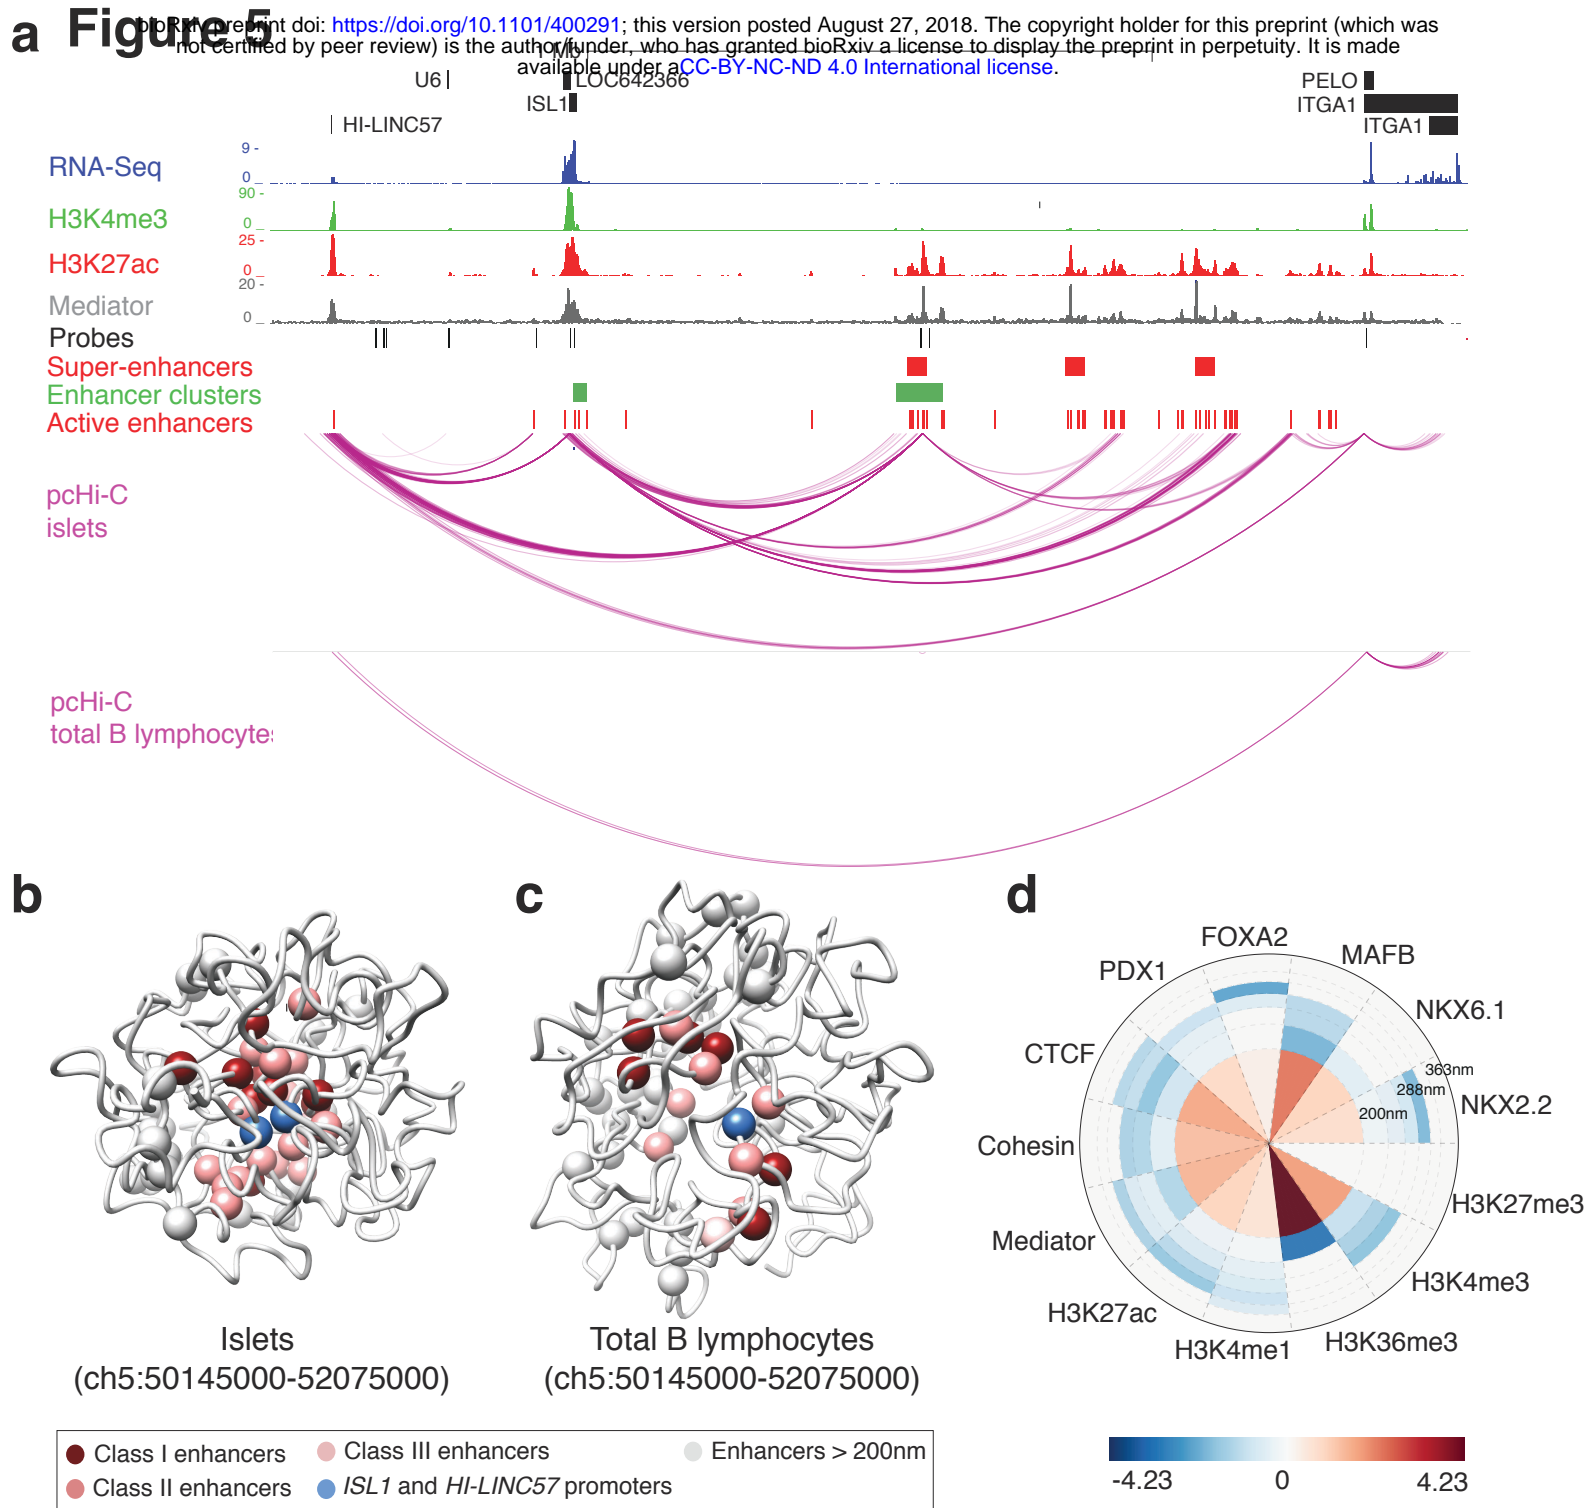 a Figure 5
bioRxiv preprint doi: https://doi.org/10.1101/400291; this version posted August 27, 2018. The copyright holder for this preprint (which was
not certified by peer review) is the author/funder, who has granted bioRxiv a license to display the preprint in perpetuity. It is made
available under aCC-BY-NC-ND 4.0 International license.
1 Mb
U6 LOC642366 PELO
ISL1 ITGA1
HI-LINC57 ITGA1
RNA-Seq 9 - 0
H3K4me3 90 - 0
H3K27ac 25 - 0
Mediator 20 - 0
Probes
Super-enhancers
Enhancer clusters
Active enhancers
pcHi-C
islets
pcHi-C
total B lymphocytes
b c d
FOXA2
MAFB
PDX1
NKX6.1
CTCF
363nm
288nm
200nm
NKX2.2
Cohesin
H3K27me3
Mediator
H3K4me3
H3K27ac
H3K36me3
H3K4me1
Islets
(ch5:50145000-52075000)
Total B lymphocytes
(ch5:50145000-52075000)
Class I enhancers
Class III enhancers
Enhancers > 200nm
Class II enhancers
ISL1 and HI-LINC57 promoters
-4.23 0 4.23